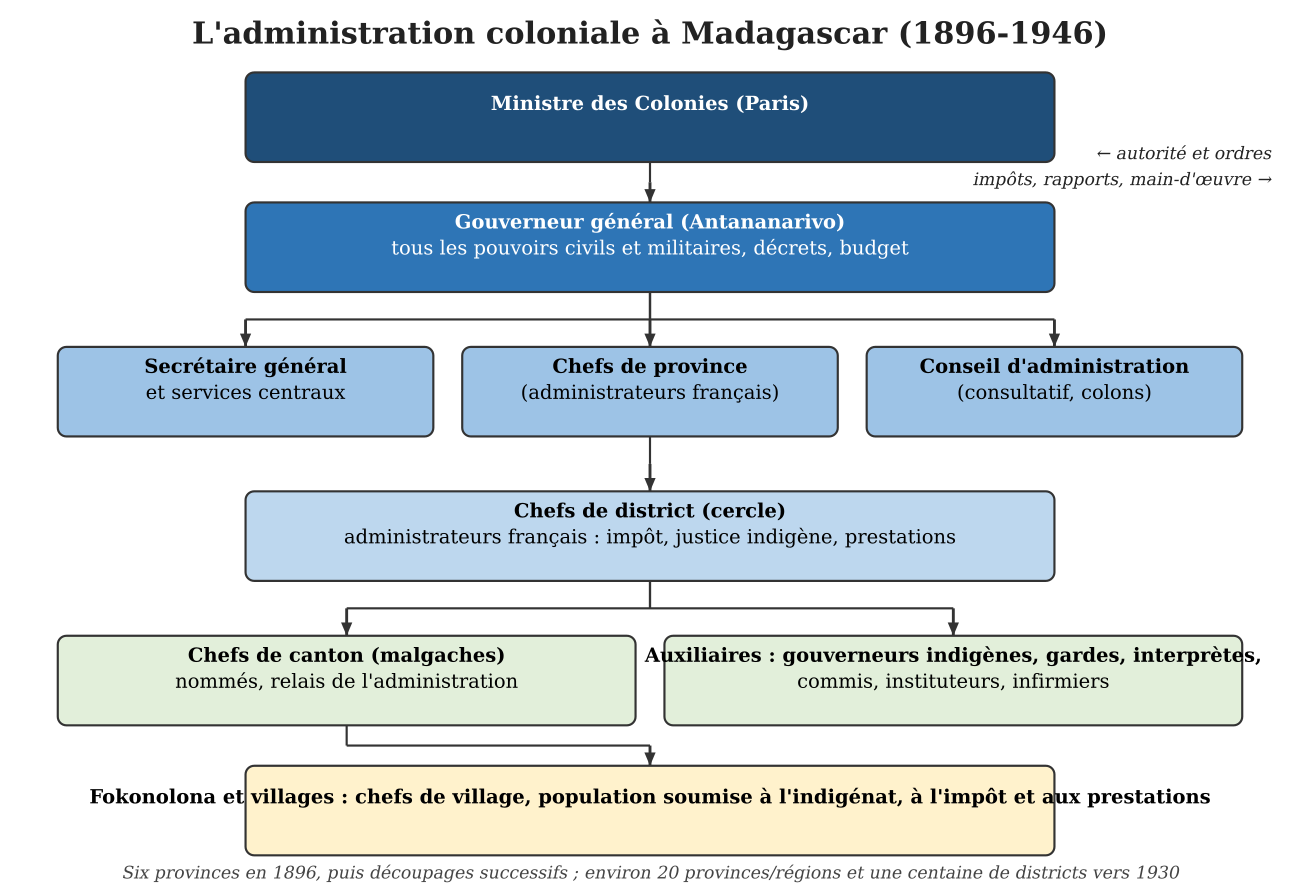 L'administration coloniale à Madagascar (1896-1946)
Ministre des Colonies (Paris)
← autorité et ordres
impôts, rapports, main-d'œuvre →
Gouverneur général (Antananarivo)
tous les pouvoirs civils et militaires, décrets, budget
Secrétaire général
et services centraux
Chefs de province
(administrateurs français)
Conseil d'administration
(consultatif, colons)
Chefs de district (cercle)
administrateurs français : impôt, justice indigène, prestations
Chefs de canton (malgaches)
nommés, relais de l'administration
Auxiliaires : gouverneurs indigènes, gardes, interprètes,
commis, instituteurs, infirmiers
Fokonolona et villages : chefs de village, population soumise à l'indigénat, à l'impôt et aux prestations
Six provinces en 1896, puis découpages successifs ; environ 20 provinces/régions et une centaine de districts vers 1930